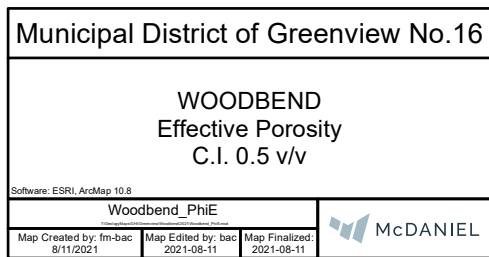 Municipal District of Greenview No.16
WOODBEND
Effective Porosity
C.I. 0.5 v/v
Software: ESRI, ArcMap 10.8
Woodbend_PhiE
Map Created by: fm-bac
8/11/2021
Map Edited by: bac
2021-08-11
Map Finalized:
2021-08-11
MCDANIEL